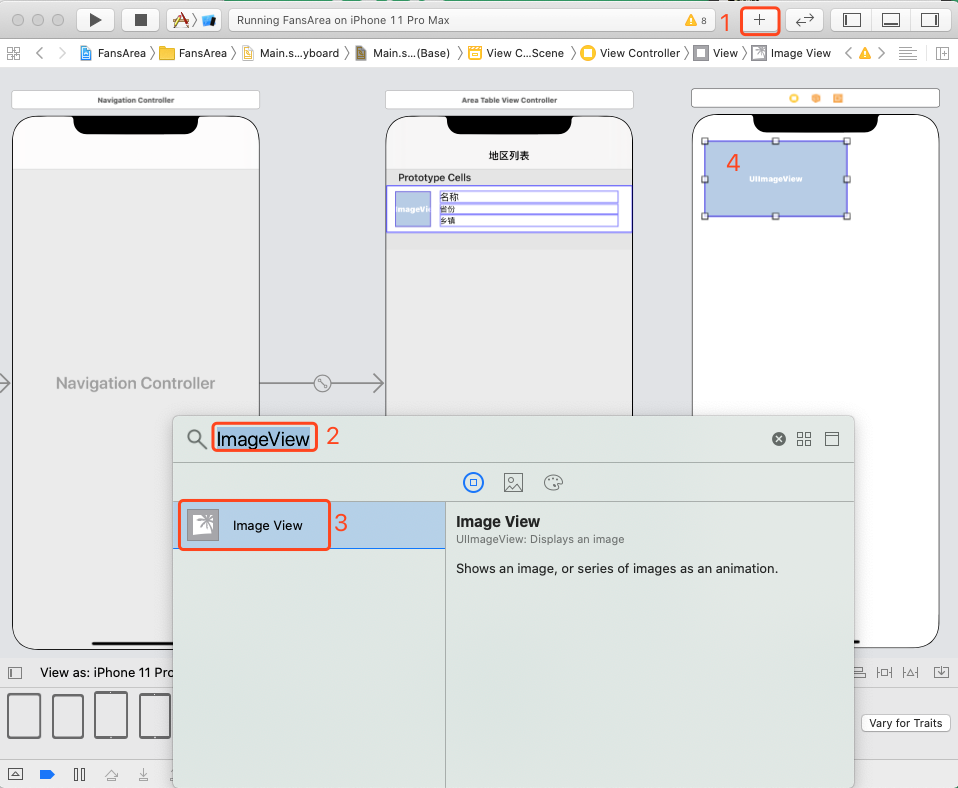 Running FansArea on iPhone 11 Pro Max
8
1
FansArea
FansArea
Main.s...yboard
Main.s...(Base)
View C...Scene
View Controller
View
Image View
Navigation Controller
Area Table View Controller
地区列表
Prototype Cells
ImageVi
名称
省份
乡镇
4
UIImageView
Navigation Controller
ImageView
2
Image View
3
Image View
UIImageView: Displays an image
Shows an image, or series of images as an animation.
View as: iPhone 11 Pro
Vary for Traits